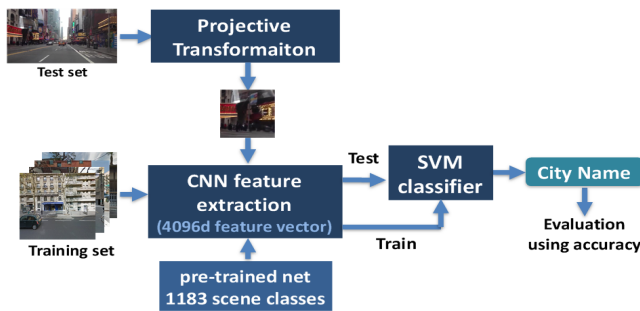 Projective
Transformaiton
Test set
CNN feature
extraction
(4096d feature vector)
Test
SVM
classifier
City Name
Training set
Train
Evaluation
using accuracy
pre-trained net
1183 scene classes